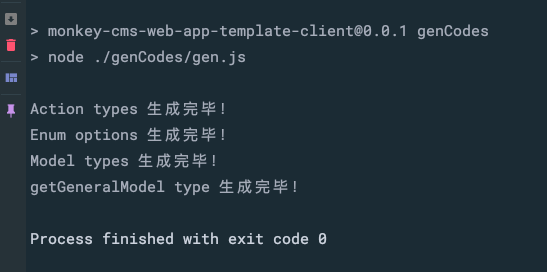 > monkey-cms-web-app-template-client@0.0.1 genCodes
> node ./genCodes/gen.js
Action types 生成完毕!
Enum options 生成完毕!
Model types 生成完毕!
getGeneralModel type 生成完毕!
Process finished with exit code 0